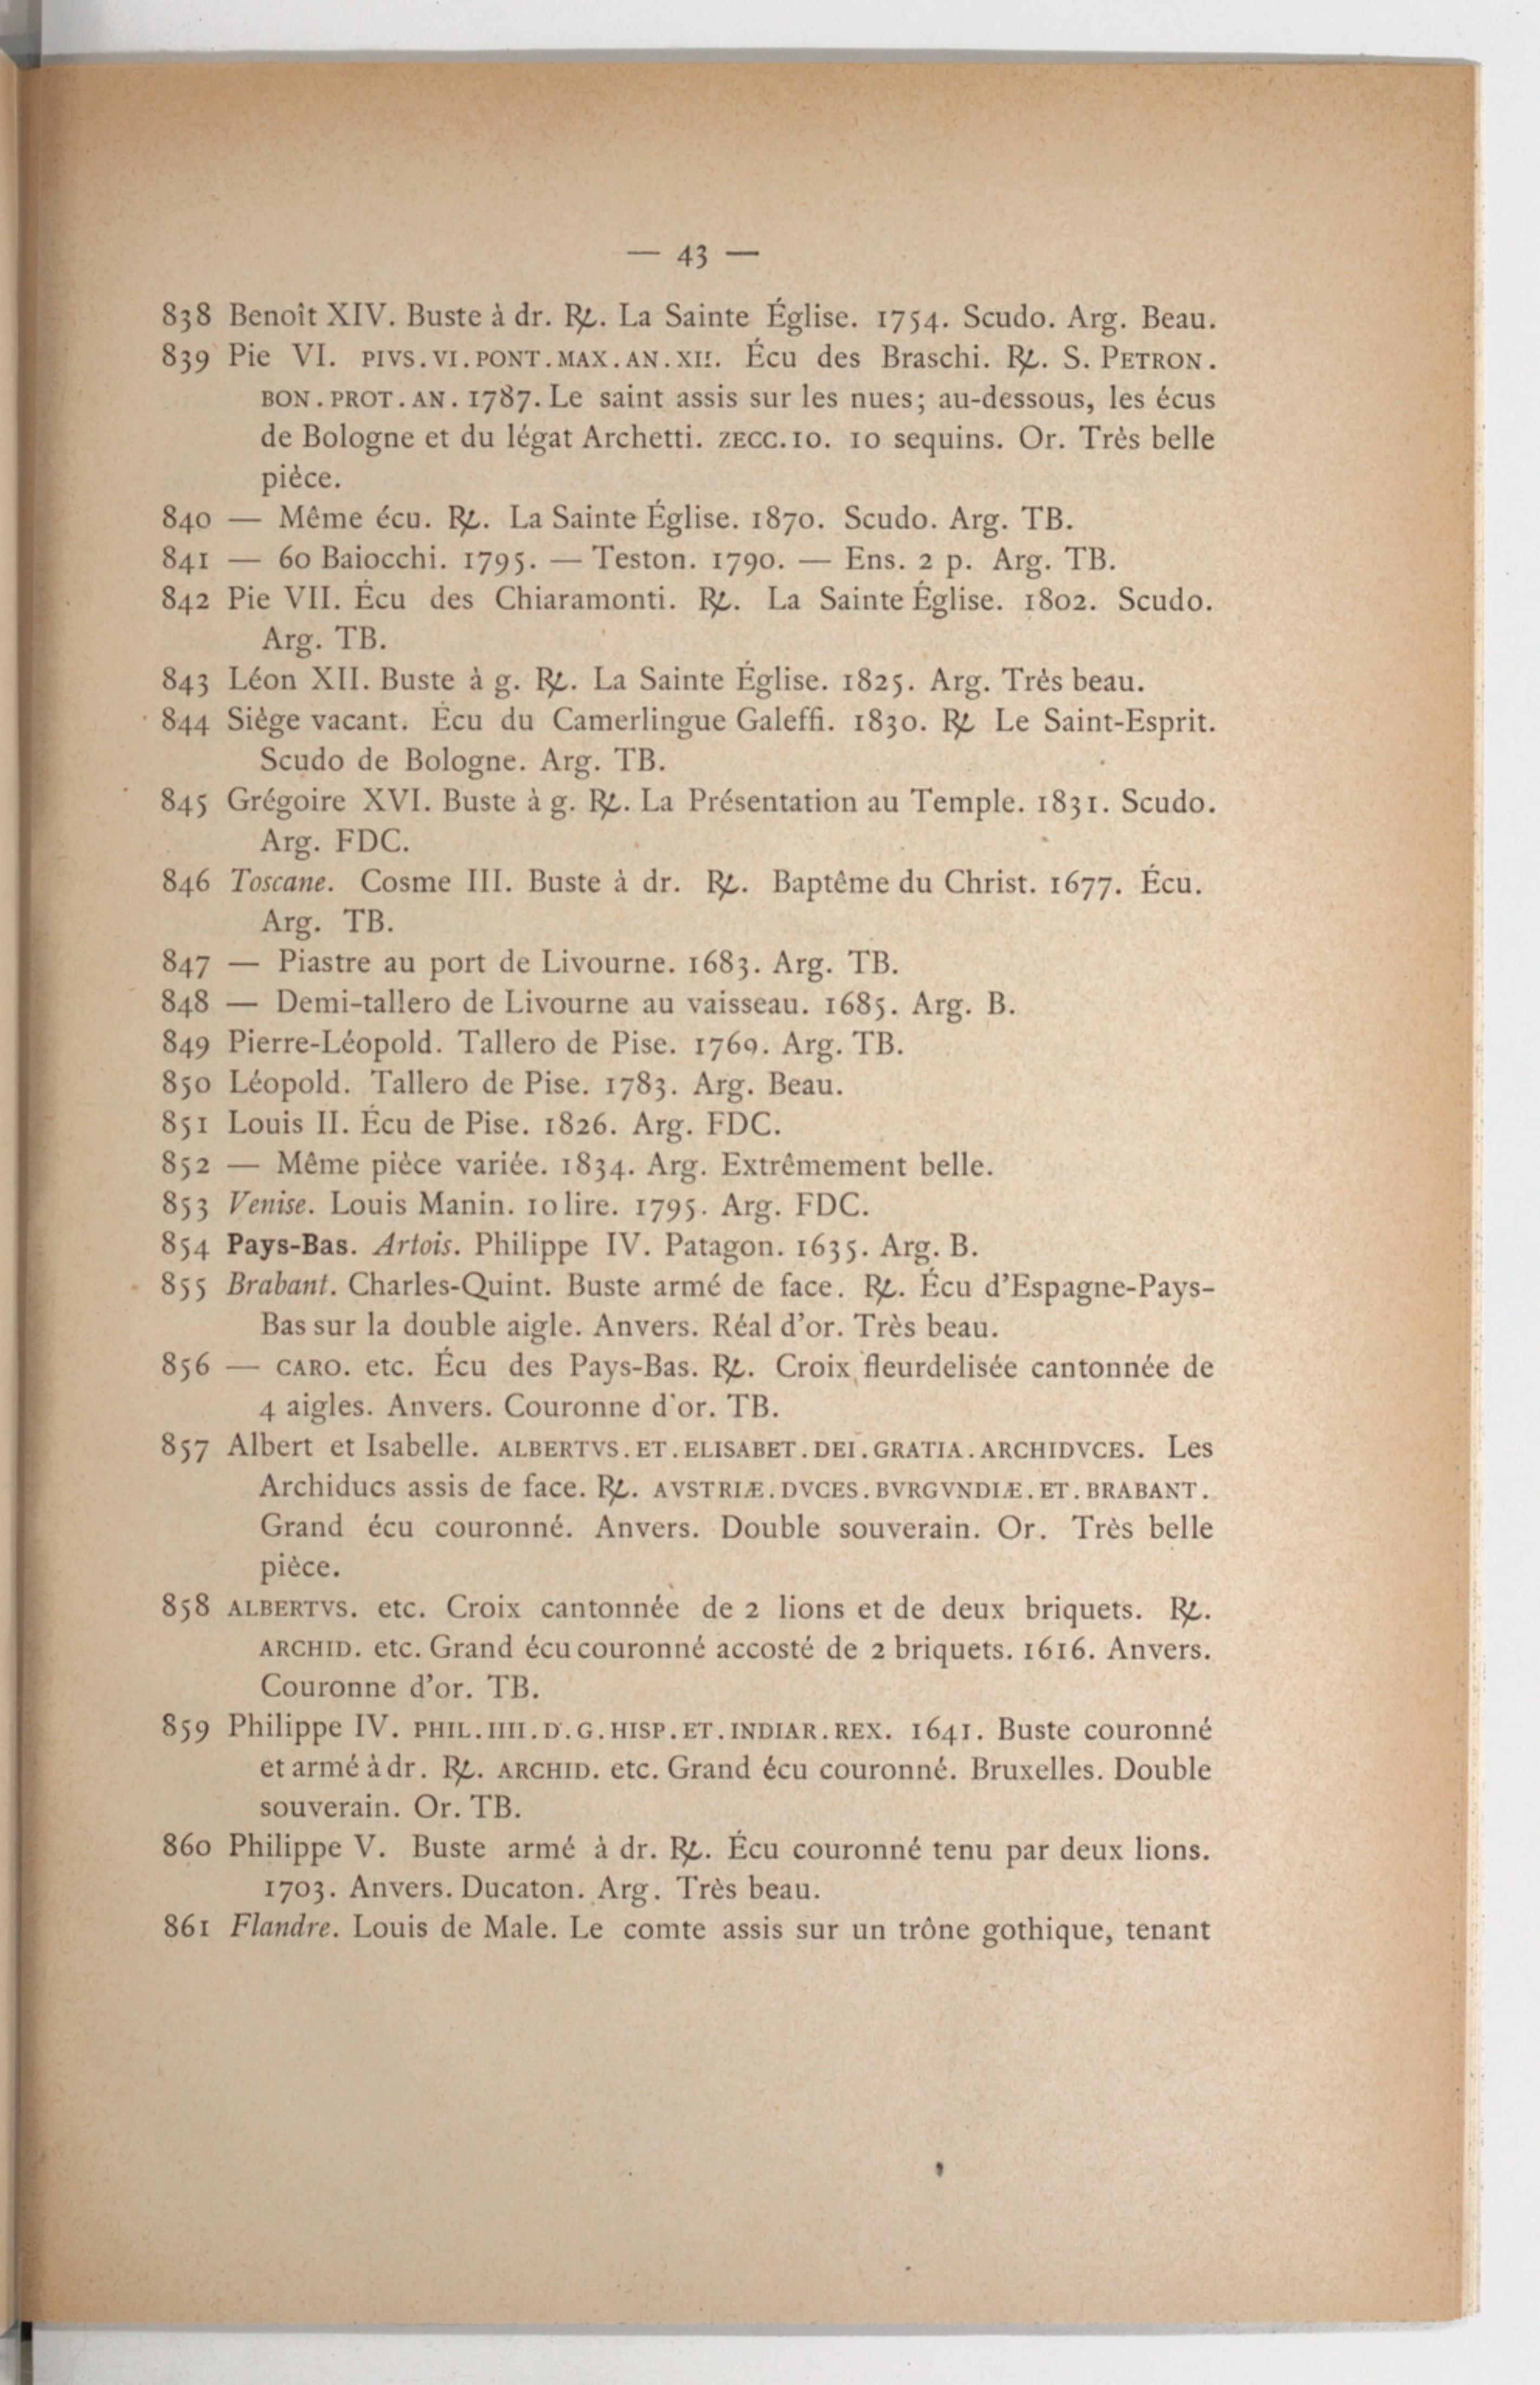 — 43 —
838 Benoît XIV. Buste à dr. ℞. La Sainte Église. 1754. Scudo. Arg. Beau.
839 Pie VI. PIVS.VI.PONT.MAX.AN.XII. Écu des Braschi. ℞. S. PETRON.
BON.PROT.AN. 1787. Le saint assis sur les nues; au-dessous, les écus
de Bologne et du légat Archetti. ZECC.10. 10 sequins. Or. Très belle
pièce.
840 — Même écu. ℞. La Sainte Église. 1870. Scudo. Arg. TB.
841 — 60 Baiocchi. 1795. — Teston. 1790. — Ens. 2 p. Arg. TB.
842 Pie VII. Écu des Chiaramonti. ℞. La Sainte Église. 1802. Scudo.
Arg. TB.
843 Léon XII. Buste à g. ℞. La Sainte Église. 1825. Arg. Très beau.
844 Siège vacant. Écu du Camerlingue Galeffi. 1830. ℞ Le Saint-Esprit.
Scudo de Bologne. Arg. TB.
845 Grégoire XVI. Buste à g. ℞. La Présentation au Temple. 1831. Scudo.
Arg. FDC.
846 Toscane. Cosme III. Buste à dr. ℞. Baptême du Christ. 1677. Écu.
Arg. TB.
847 — Piastre au port de Livourne. 1683. Arg. TB.
848 — Demi-tallero de Livourne au vaisseau. 1685. Arg. B.
849 Pierre-Léopold. Tallero de Pise. 1769. Arg. TB.
850 Léopold. Tallero de Pise. 1783. Arg. Beau.
851 Louis II. Écu de Pise. 1826. Arg. FDC.
852 — Même pièce variée. 1834. Arg. Extrêmement belle.
853 Venise. Louis Manin. 10 lire. 1795. Arg. FDC.
854 Pays-Bas. Artois. Philippe IV. Patagon. 1635. Arg. B.
855 Brabant. Charles-Quint. Buste armé de face. ℞. Écu d'Espagne-Pays-
Bas sur la double aigle. Anvers. Réal d'or. Très beau.
856 — CARO. etc. Écu des Pays-Bas. ℞. Croix fleurdelisée cantonnée de
4 aigles. Anvers. Couronne d'or. TB.
857 Albert et Isabelle. ALBERTVS.ET.ELISABET.DEI.GRATIA.ARCHIDVCES. Les
Archiducs assis de face. ℞. AVSTRIÆ.DVCES.BVRGVNDIÆ.ET.BRABANT.
Grand écu couronné. Anvers. Double souverain. Or. Très belle
pièce.
858 ALBERTVS. etc. Croix cantonnée de 2 lions et de deux briquets. ℞.
ARCHID. etc. Grand écu couronné accosté de 2 briquets. 1616. Anvers.
Couronne d'or. TB.
859 Philippe IV. PHIL.IIII.D.G.HISP.ET.INDIAR.REX. 1641. Buste couronné
et armé à dr. ℞. ARCHID. etc. Grand écu couronné. Bruxelles. Double
souverain. Or. TB.
860 Philippe V. Buste armé à dr. ℞. Écu couronné tenu par deux lions.
1703. Anvers. Ducaton. Arg. Très beau.
861 Flandre. Louis de Male. Le comte assis sur un trône gothique, tenant